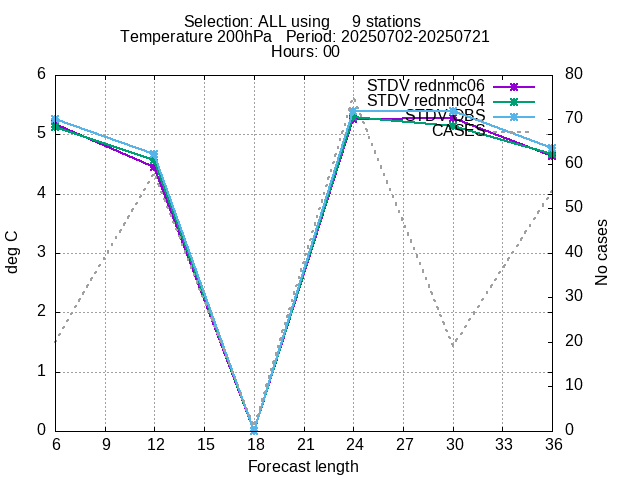 Selection: ALL using     9 stations
Temperature 200hPa   Period: 20250702-20250721
Hours: 00
STDV rednmc06
STDV rednmc04
STDV OBS
CASES
deg C
0
1
2
3
4
5
6
No cases
0
10
20
30
40
50
60
70
80
6 9 12 15 18 21 24 27 30 33 36
Forecast length